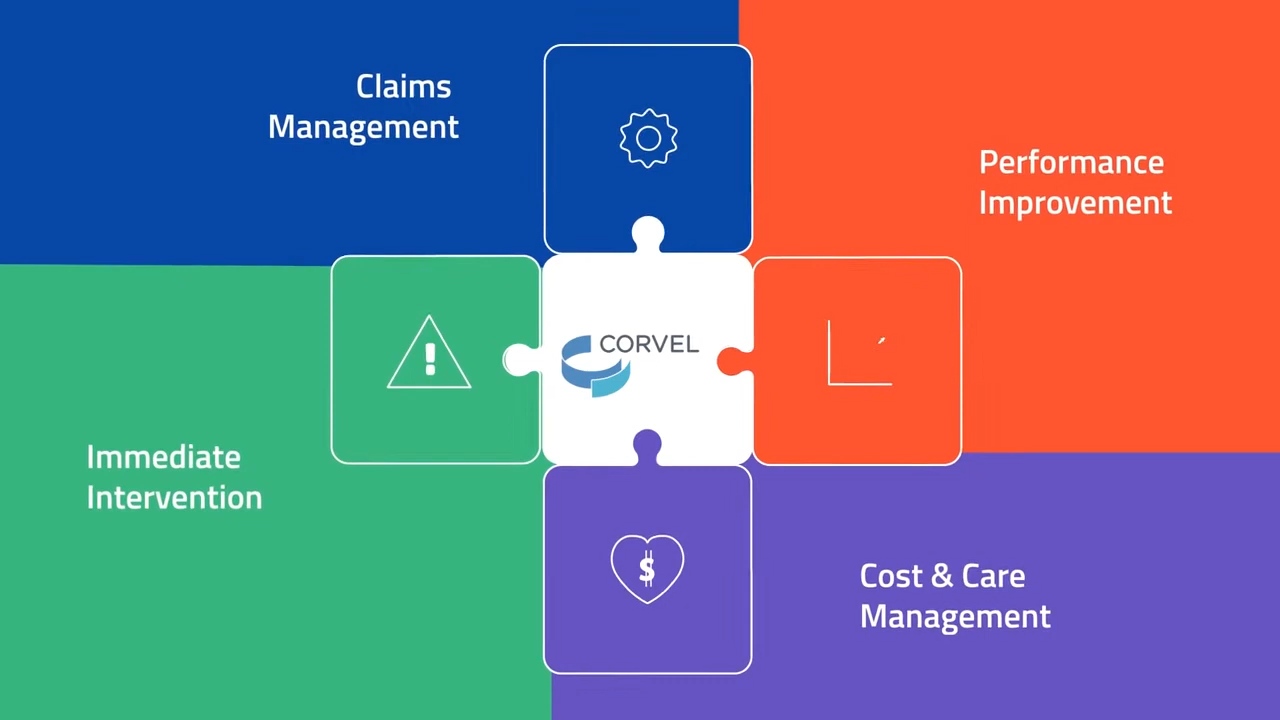 Claims
Management
Performance
Improvement
CORVEL
Immediate
Intervention
$
Cost & Care
Management